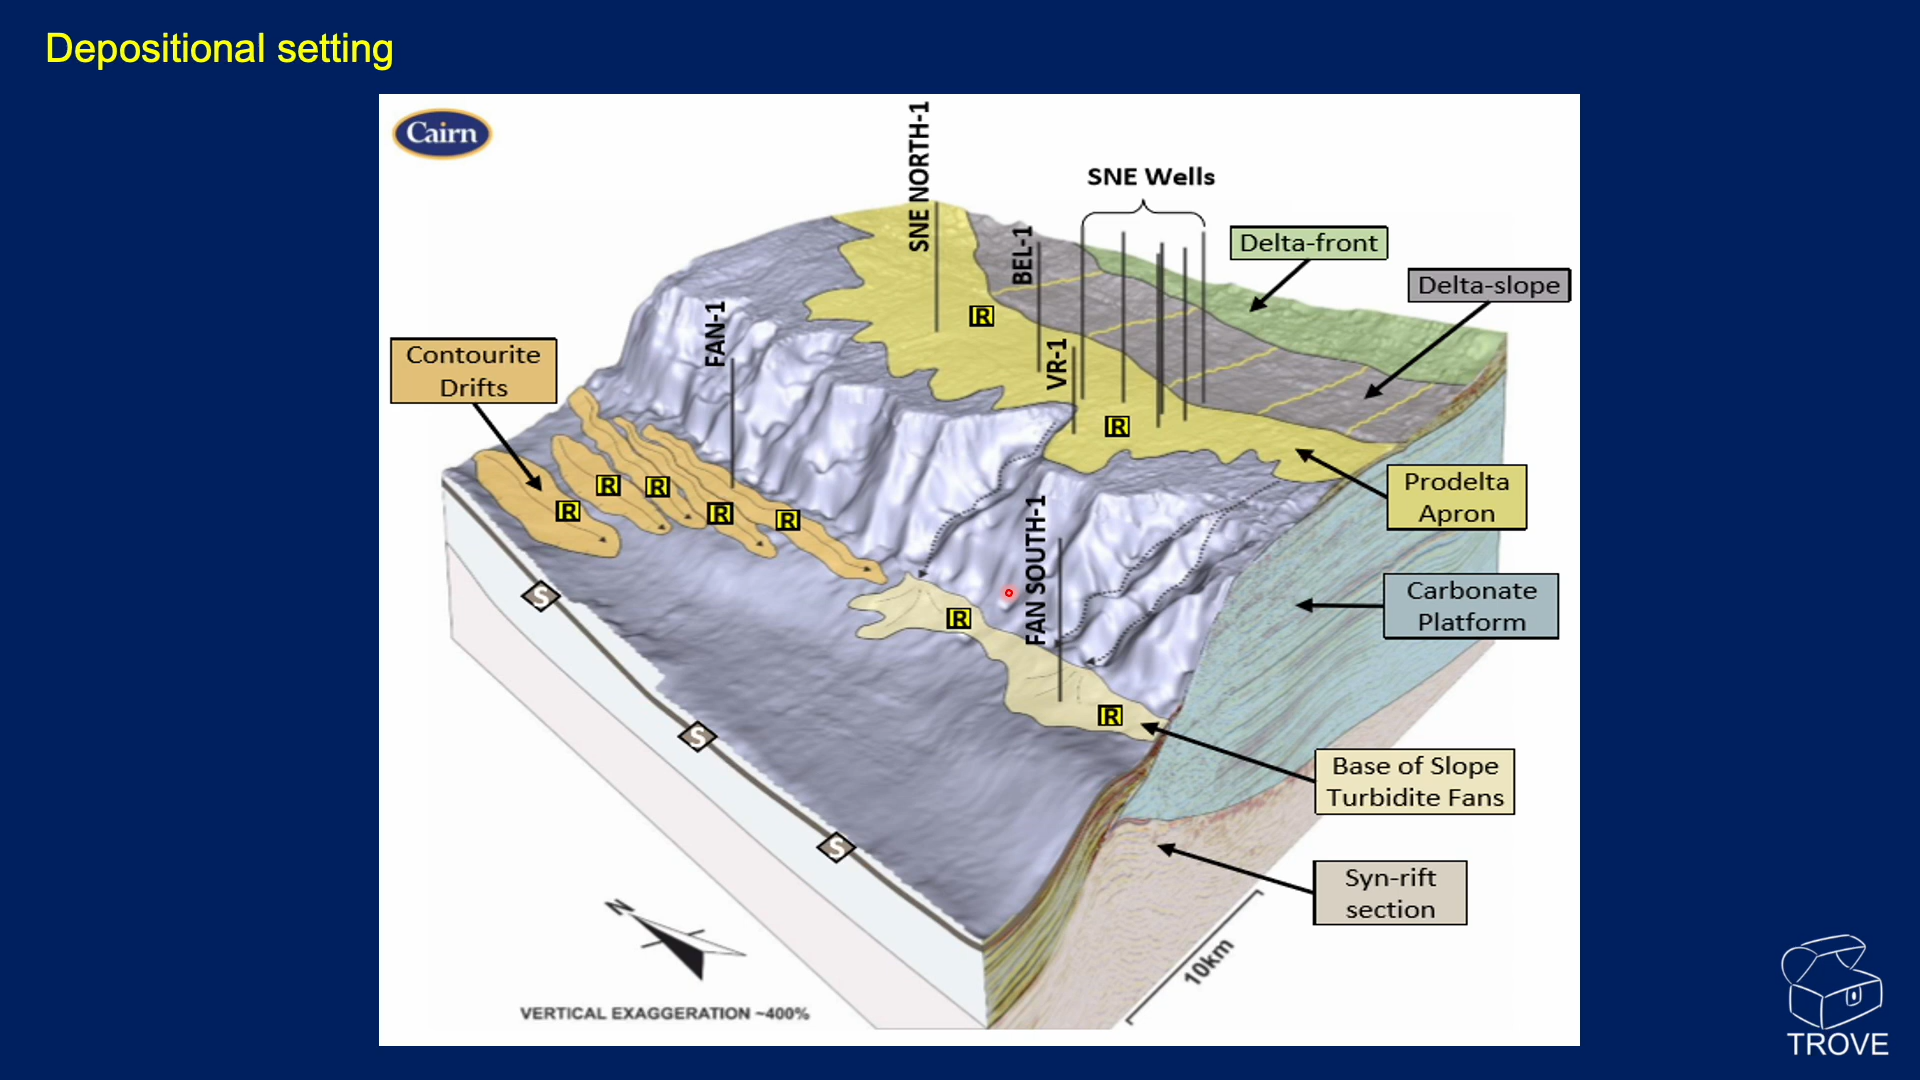 Depositional setting
Cairn
SNE NORTH-1
SNE Wells
BEL-1
Delta-front
Delta-slope
FAN-1
VR-1
Contourite
Drifts
R
R
R
R
R
R
R
Prodelta
Apron
FAN SOUTH-1
Carbonate
Platform
S
R
R
S
Base of Slope
Turbidite Fans
S
Syn-rift
section
N
10km
VERTICAL EXAGGERATION ~400%
TROVE